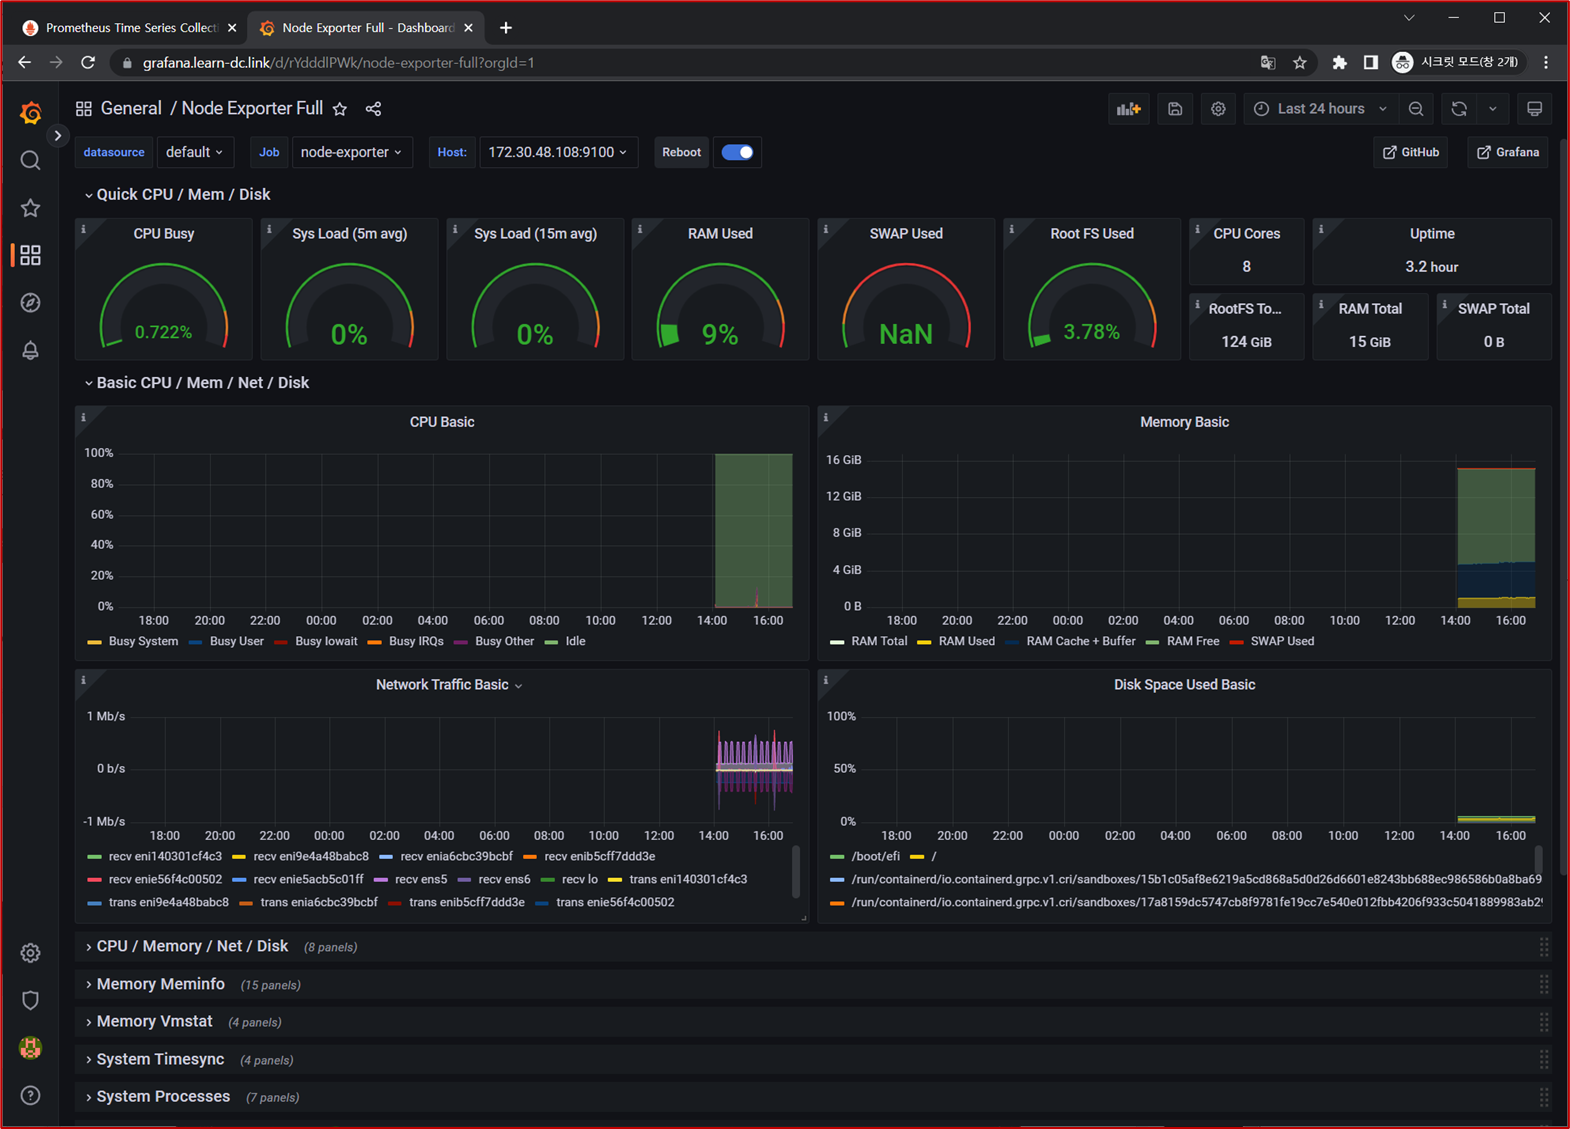 Prometheus Time Series Collecti
Node Exporter Full - Dashboard
grafana.learn-dc.link/d/rYdddlPWk/node-exporter-full?orgId=1
시크릿 모드(창 2개)
General / Node Exporter Full
Last 24 hours
datasource default Job node-exporter Host: 172.30.48.108:9100 Reboot GitHub Grafana
Quick CPU / Mem / Disk
CPU Busy
0.722%
Sys Load (5m avg)
0%
Sys Load (15m avg)
0%
RAM Used
9%
SWAP Used
NaN
Root FS Used
3.78%
CPU Cores
8
Uptime
3.2 hour
RootFS To...
124 GiB
RAM Total
15 GiB
SWAP Total
0 B
Basic CPU / Mem / Net / Disk
CPU Basic
100%
80%
60%
40%
20%
0%
18:00 20:00 22:00 00:00 02:00 04:00 06:00 08:00 10:00 12:00 14:00 16:00
Busy System Busy User Busy Iowait Busy IRQs Busy Other Idle
Memory Basic
16 GiB
12 GiB
8 GiB
4 GiB
0 B
18:00 20:00 22:00 00:00 02:00 04:00 06:00 08:00 10:00 12:00 14:00 16:00
RAM Total RAM Used RAM Cache + Buffer RAM Free SWAP Used
Network Traffic Basic
1 Mb/s
0 b/s
-1 Mb/s
18:00 20:00 22:00 00:00 02:00 04:00 06:00 08:00 10:00 12:00 14:00 16:00
recv eni140301cf4c3 recv eni9e4a48babc8 recv enia6cbc39bcbf recv enib5cff7ddd3e
recv enie56f4c00502 recv enie5acb5c01ff recv ens5 recv ens6 recv lo trans eni140301cf4c3
trans eni9e4a48babc8 trans enia6cbc39bcbf trans enib5cff7ddd3e trans enie56f4c00502
Disk Space Used Basic
100%
50%
0%
18:00 20:00 22:00 00:00 02:00 04:00 06:00 08:00 10:00 12:00 14:00 16:00
/boot/efi /
/run/containerd/io.containerd.grpc.v1.cri/sandboxes/15b1c05af8e6219a5cd868a5d0d26d6601e8243bb688ec986586b0a8ba69
/run/containerd/io.containerd.grpc.v1.cri/sandboxes/17a8159dc5747cb8f9781fe19cc7e540e012fbb4206f933c5041889983ab29
CPU / Memory / Net / Disk (8 panels)
Memory Meminfo (15 panels)
Memory Vmstat (4 panels)
System Timesync (4 panels)
System Processes (7 panels)